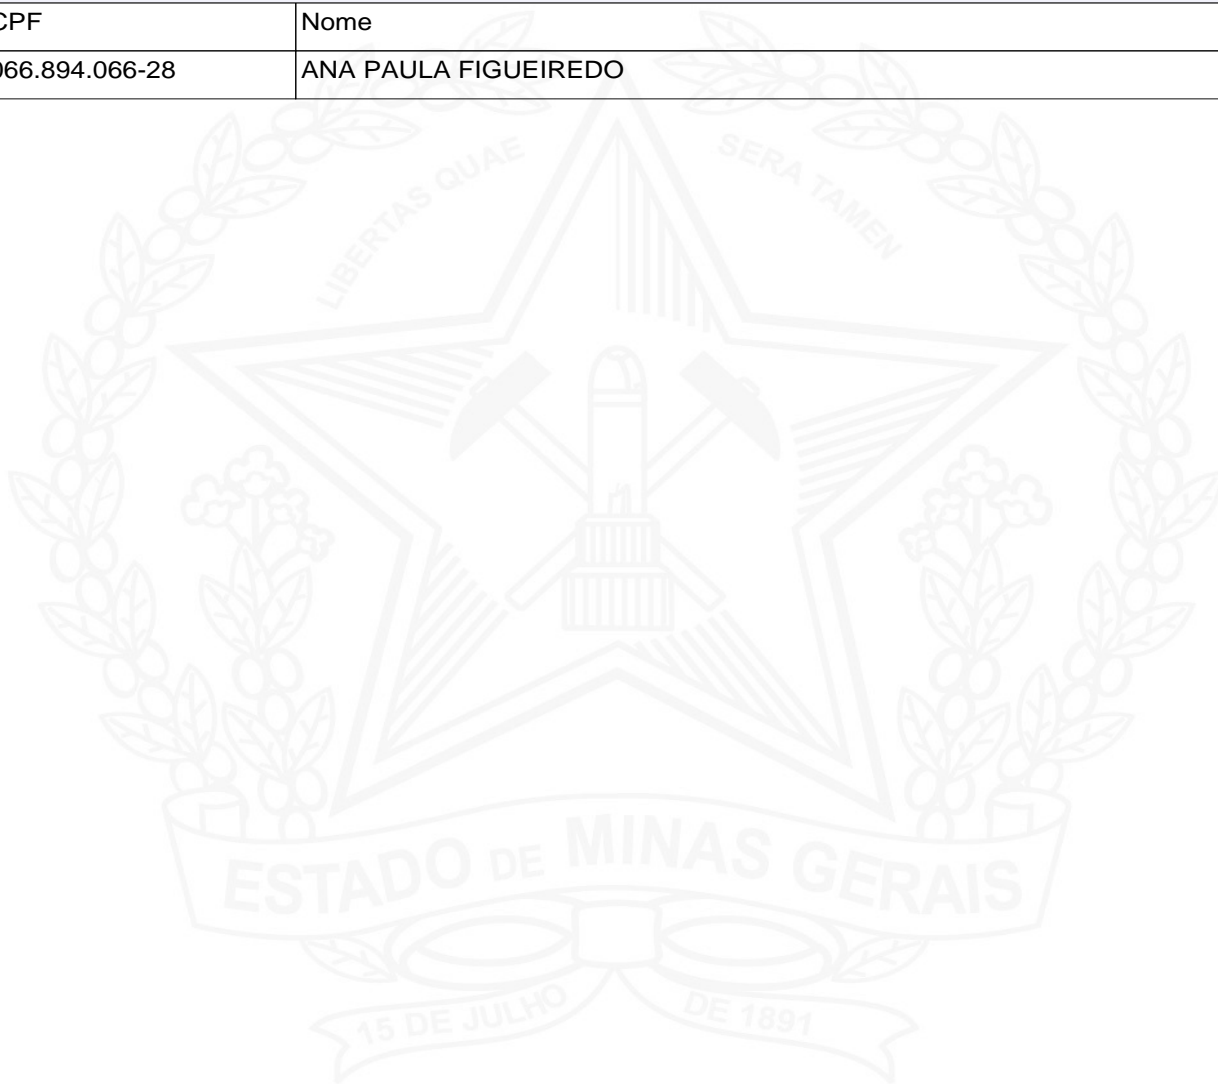 CPF Nome
066.894.066-28 ANA PAULA FIGUEIREDO
LIBERTAS QUAE SERA TAMEN
ESTADO DE MINAS GERAIS
15 DE JULHO DE 1891